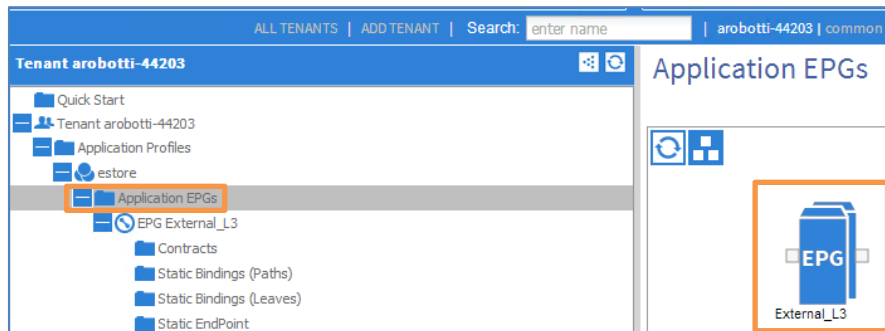 ALL TENANTS | ADD TENANT | Search: enter name | arobotti-44203 | common
Tenant arobotti-44203
Application EPGs
Quick Start
Tenant arobotti-44203
Application Profiles
estore
Application EPGs
EPG External_L3
Contracts
Static Bindings (Paths)
Static Bindings (Leaves)
Static EndPoint
EPG
External_L3